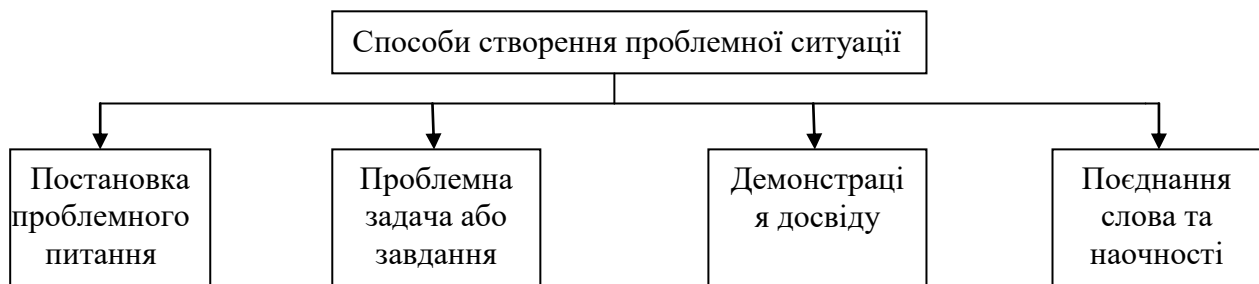 Способи створення проблемної ситуації
Постановка
проблемного
питання
Проблемна
задача або
завдання
Демонстраці
я досвіду
Поєднання
слова та
наочності